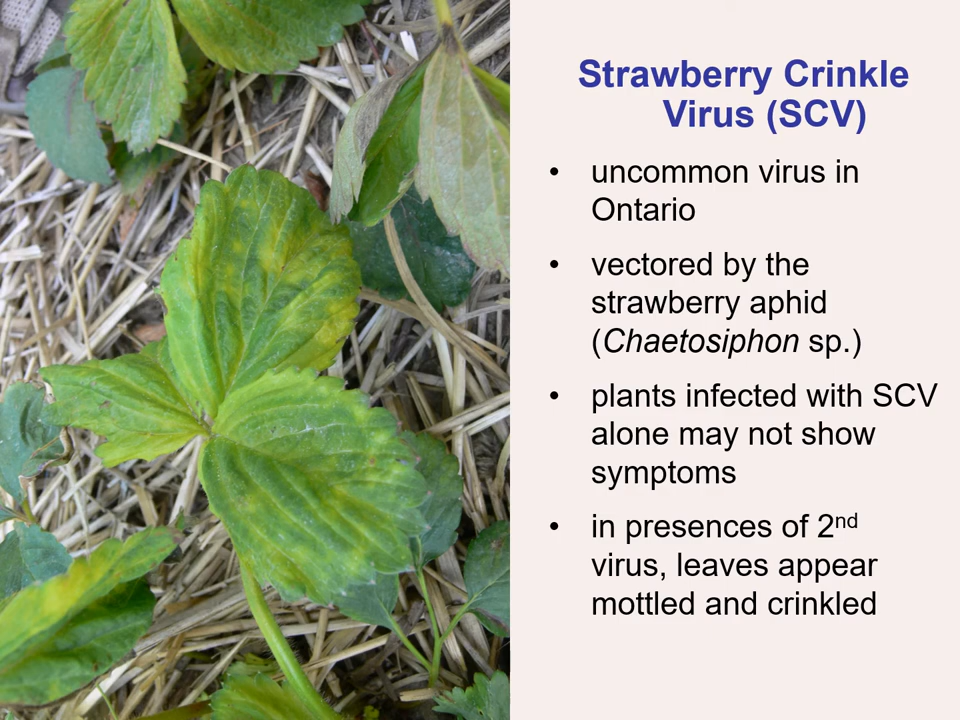 Strawberry Crinkle
Virus (SCV)
• uncommon virus in
Ontario
• vectored by the
strawberry aphid
(Chaetosiphon sp.)
• plants infected with SCV
alone may not show
symptoms
• in presences of 2nd
virus, leaves appear
mottled and crinkled